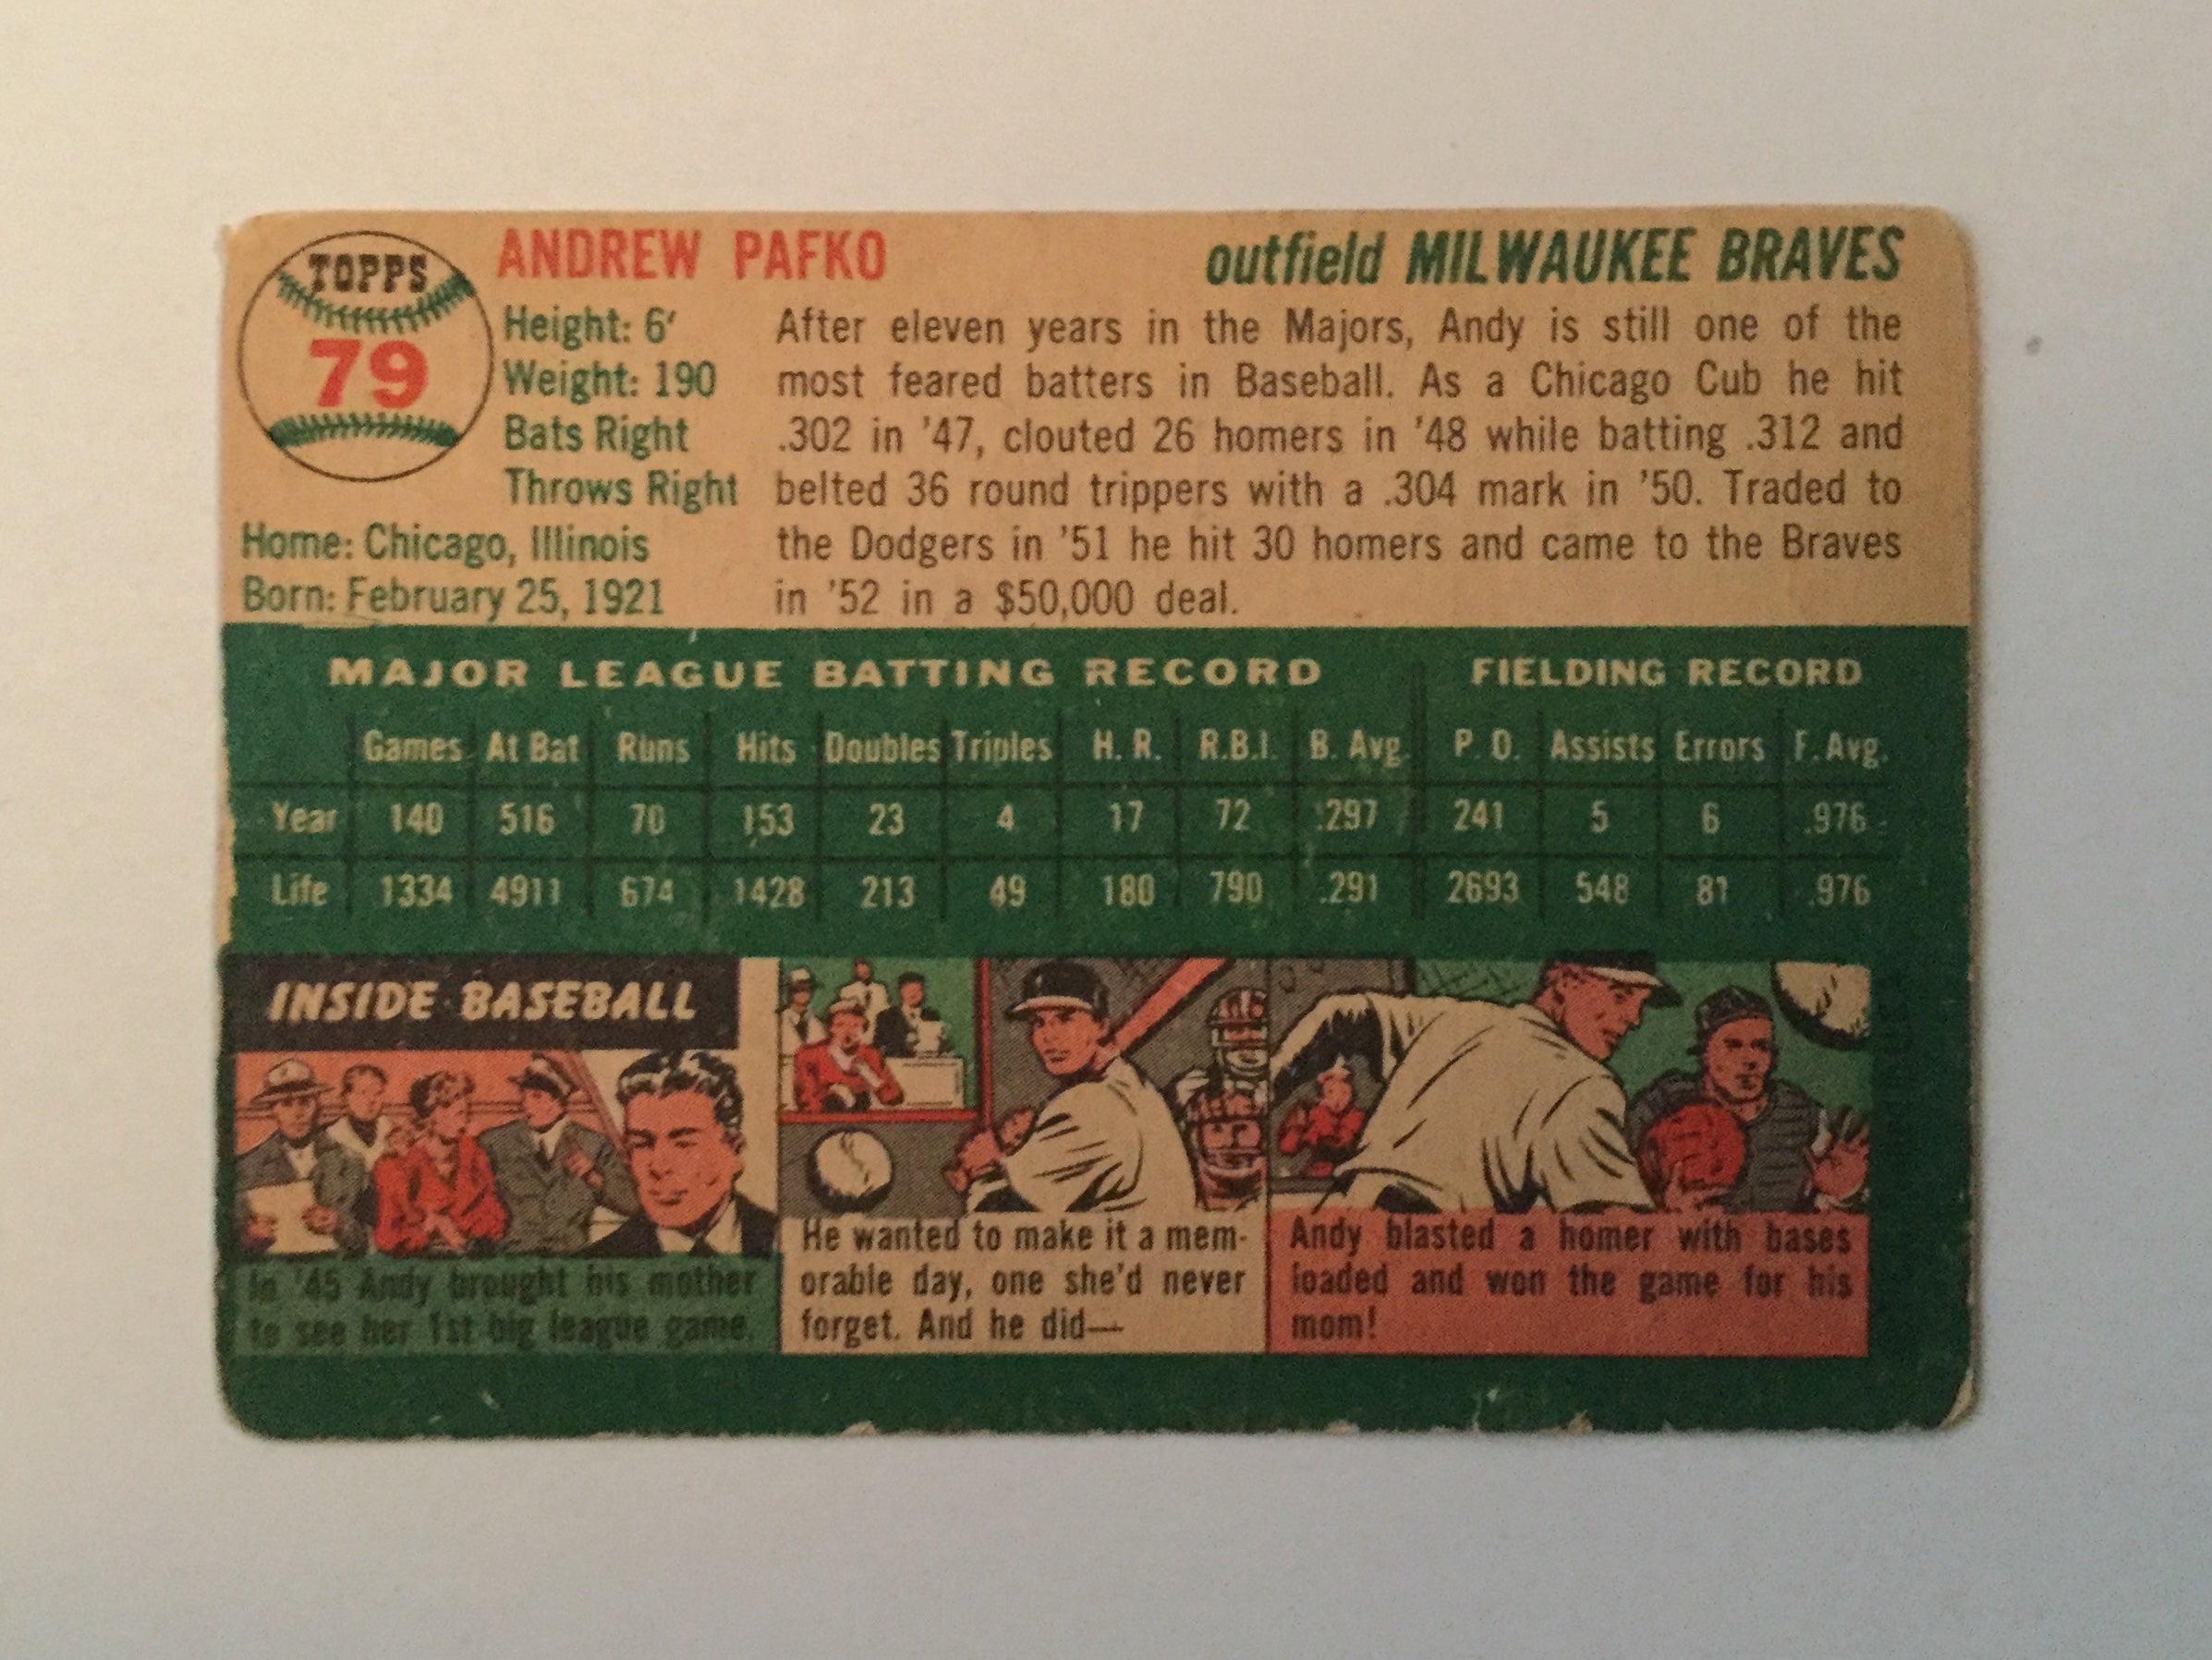 TOPPS
79
ANDREW PAFKO
outfield MILWAUKEE BRAVES
Height: 6'
Weight: 190
Bats Right
Throws Right
Home: Chicago, Illinois
Born: February 25, 1921
After eleven years in the Majors, Andy is still one of the
most feared batters in Baseball. As a Chicago Cub he hit
.302 in '47, clouted 26 homers in '48 while batting .312 and
belted 36 round trippers with a .304 mark in '50. Traded to
the Dodgers in '51 he hit 30 homers and came to the Braves
in '52 in a $50,000 deal.
MAJOR LEAGUE BATTING RECORD FIELDING RECORD
Games At Bat Runs Hits Doubles Triples H. R. R.B.I. B. Avg. P. O. Assists Errors F. Avg.
Year 140 516 70 153 23 4 17 72 .297 241 5 6 .976
Life 1334 4911 674 1428 213 49 180 790 .291 2693 548 81 .976
INSIDE BASEBALL
In '45 Andy brought his mother
to see her 1st big league game.
He wanted to make it a mem-
orable day, one she'd never
forget. And he did—
Andy blasted a homer with bases
loaded and won the game for his
mom!